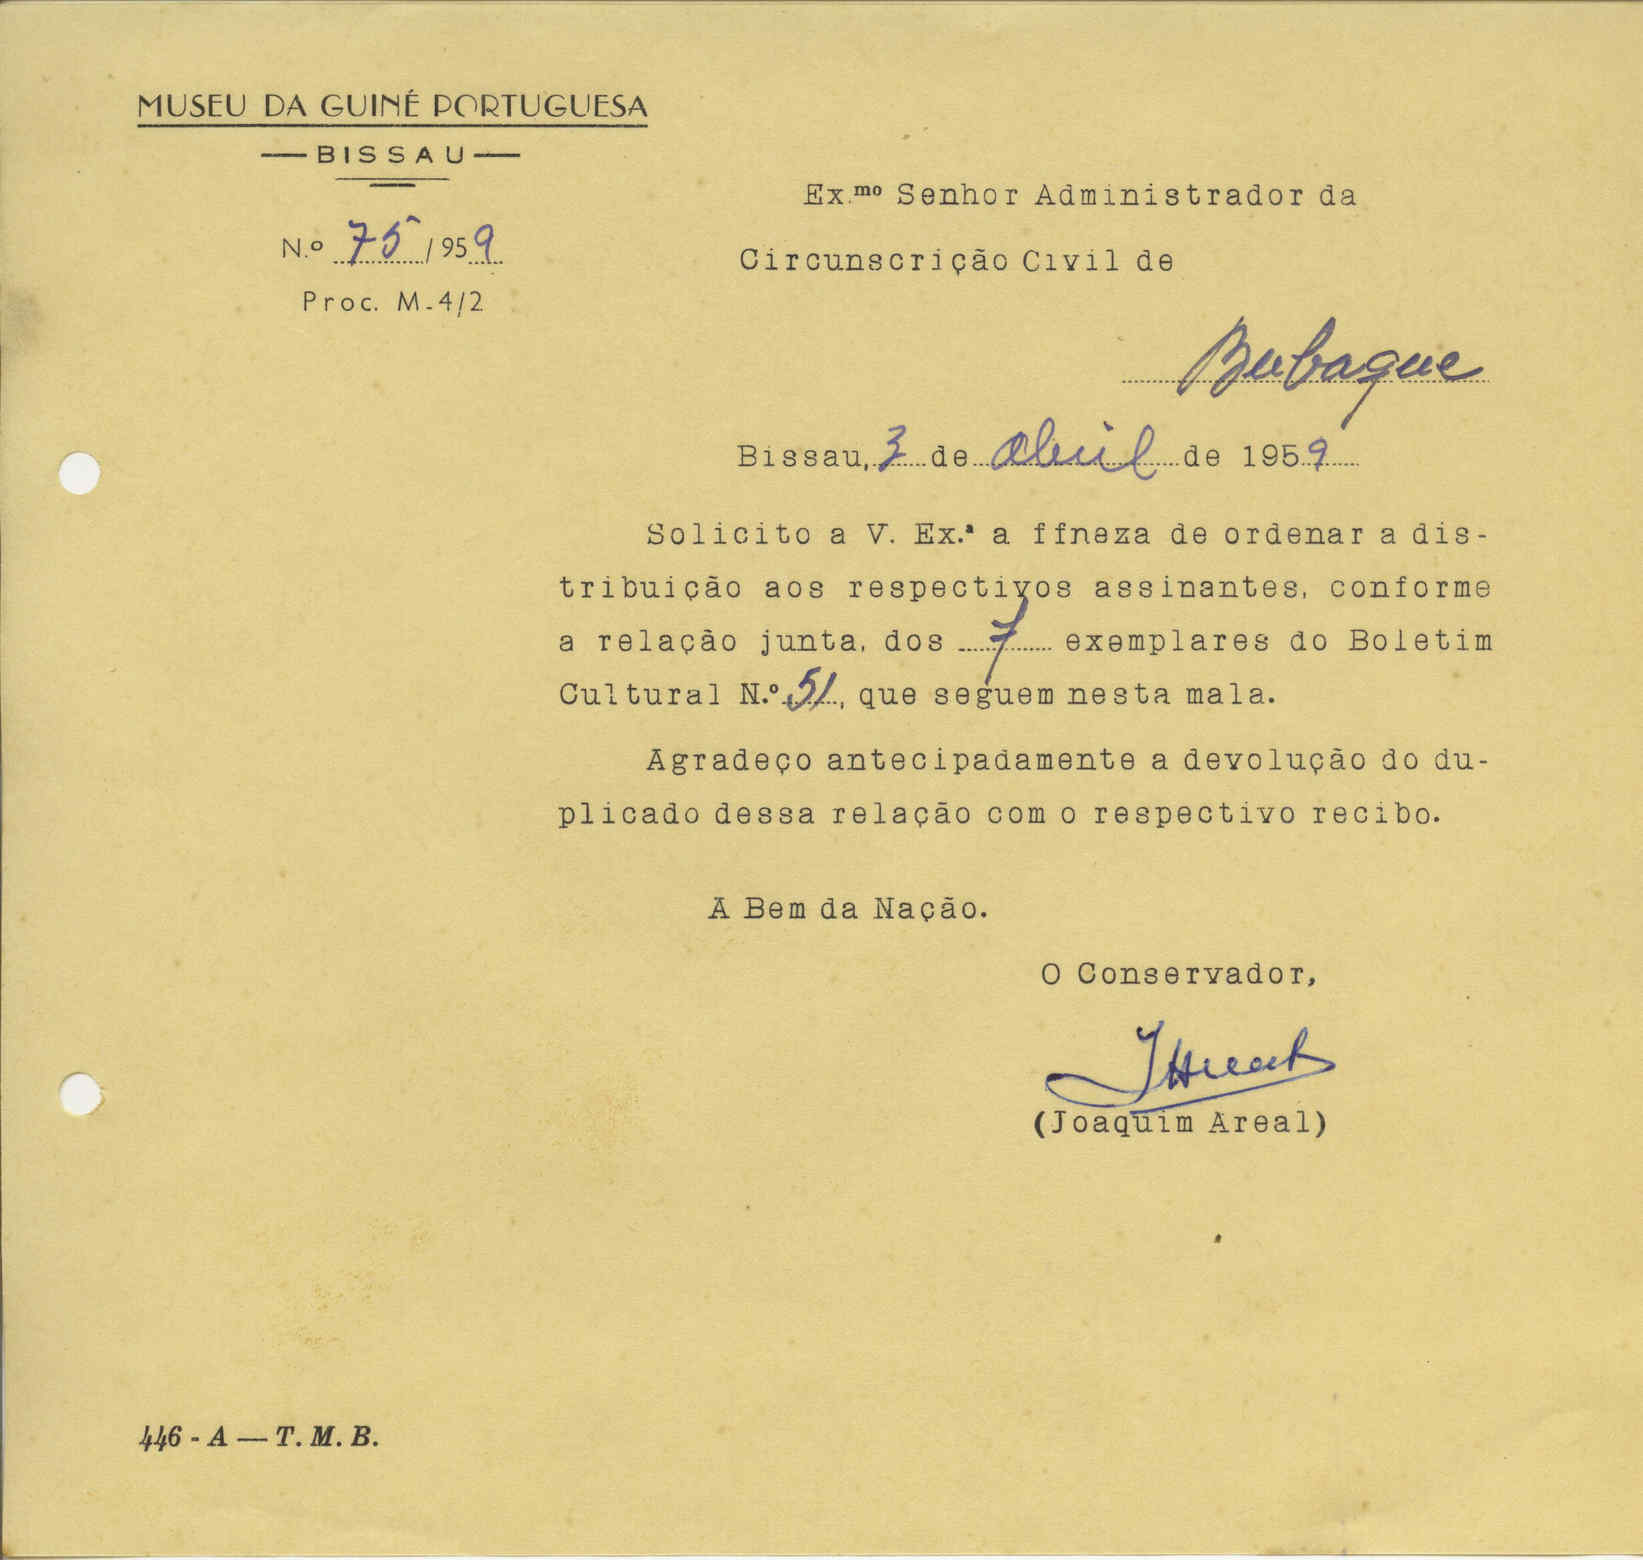 MUSEU DA GUINÉ PORTUGUESA
— BISSAU —
N.º 75/959
Proc. M-4/2
Ex.mo Senhor Administrador da
Circunscrição Civil de
Bubaque
Bissau, 3 de Abril de 1959
Solicito a V. Ex.ª a ffneza de ordenar a dis-
tribuição aos respectivos assinantes, conforme
a relação junta, dos 7 exemplares do Boletim
Cultural N.º 51, que seguem nesta mala.
Agradeço antecipadamente a devolução do du-
plicado dessa relação com o respectivo recibo.
A Bem da Nação.
O Conservador,
(Joaquim Areal)
446 - A — T. M. B.